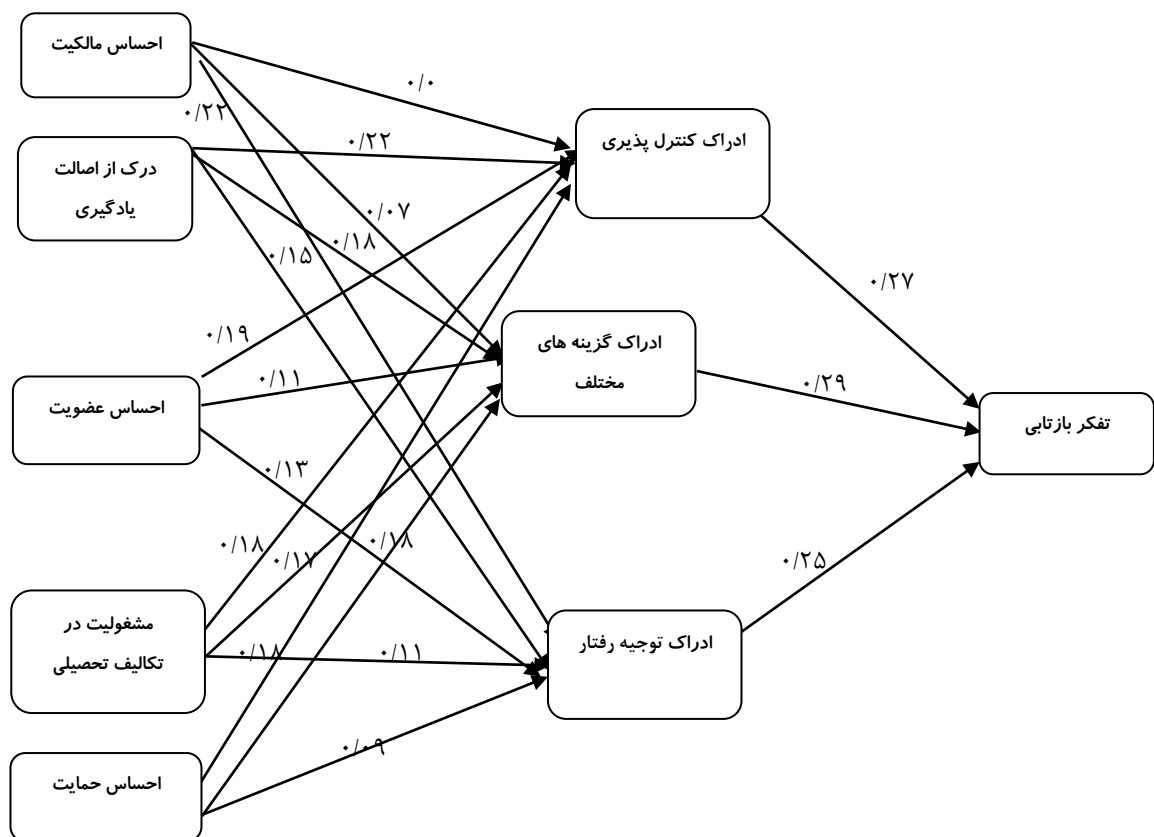 احساس مالکیت
۰/۰
۰/۲۲
ادراک کنترل پذیری
۰/۲۲
درک از اصالت
یادگیری
۰/۰۷
۰/۱۸
۰/۱۵
۰/۲۷
۰/۱۹
ادراک گزینه های
مختلف
۰/۱۱
۰/۲۹
احساس عضویت
تفکر بازتابی
۰/۱۳
۰/۱۸
۰/۱۷
۰/۱۸
۰/۲۵
مشغولیت در
تکالیف تحصیلی
۰/۱۸
۰/۱۱
ادراک توجیه رفتار
۰/۰۹
احساس حمایت